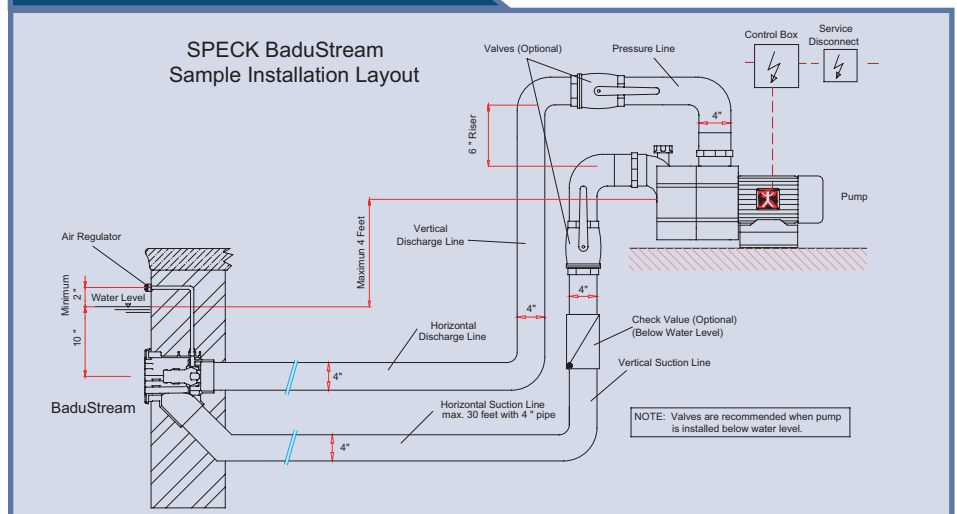 SPECK BaduStream
Sample Installation Layout
Valves (Optional)
Pressure Line
Control Box
Service
Disconnect
4"
6 " Riser
Pump
Maximun 4 Feet
Vertical
Discharge Line
Air Regulator
Minimum
2 "
Water Level
10 "
4"
4"
Check Value (Optional)
(Below Water Level)
Horizontal
Discharge Line
Vertical Suction Line
4"
BaduStream
Horizontal Suction Line
max. 30 feet with 4 " pipe
NOTE: Valves are recommended when pump
is installed below water level.
4"